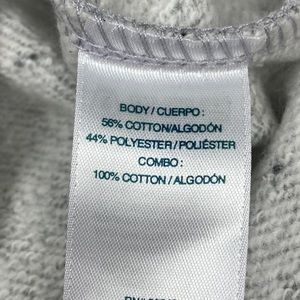 BODY / CUERPO :
56% COTTON/ALGODÓN
44% POLYESTER / POLIÉSTER
COMBO :
100% COTTON / ALGODÓN